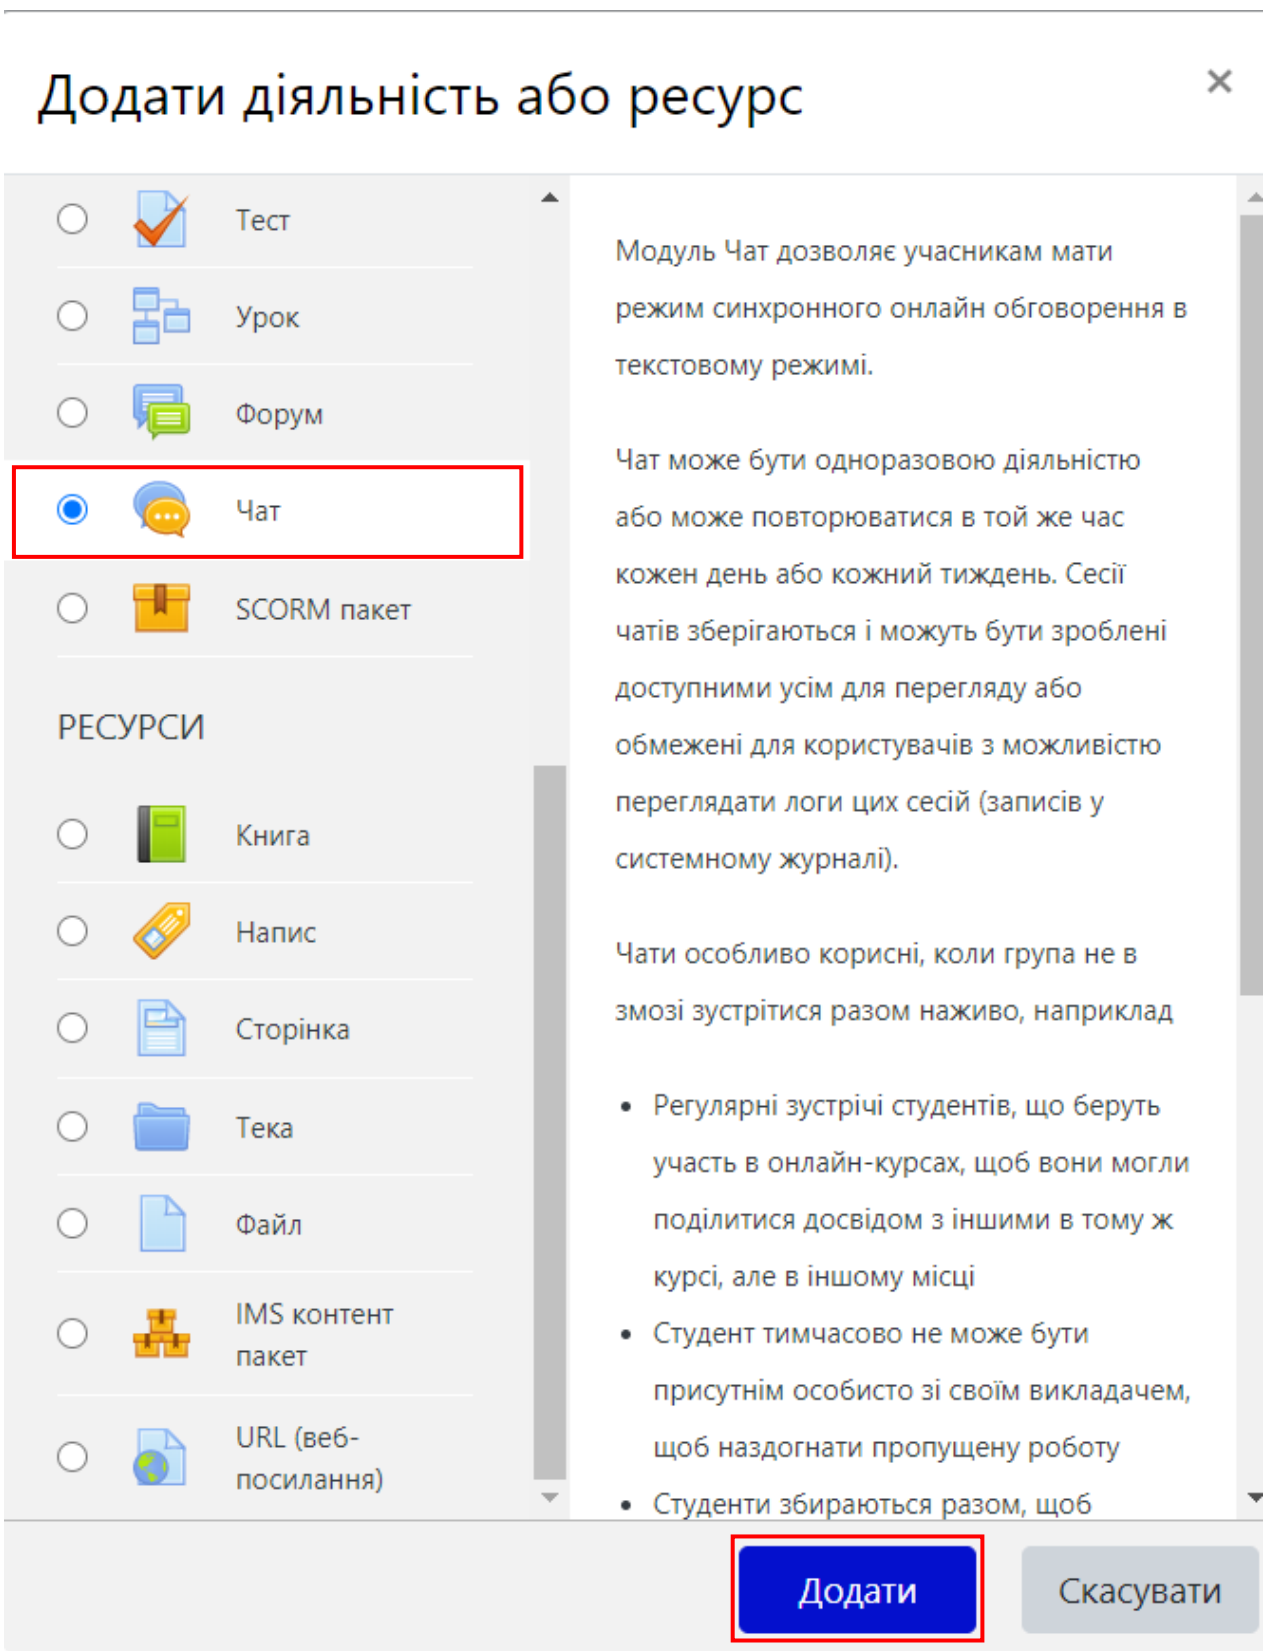 Додати діяльність або ресурс
Тест
Урок
Форум
Чат
SCORM пакет
РЕСУРСИ
Книга
Напис
Сторінка
Тека
Файл
IMS контент
пакет
URL (веб-
посилання)
Модуль Чат дозволяє учасникам мати
режим синхронного онлайн обговорення в
текстовому режимі.
Чат може бути одноразовою діяльністю
або може повторюватися в той же час
кожен день або кожний тиждень. Сесії
чатів зберігаються і можуть бути зроблені
доступними усім для перегляду або
обмежені для користувачів з можливістю
переглядати логи цих сесій (записів у
системному журналі).
Чати особливо корисні, коли група не в
змозі зустрітися разом наживо, наприклад
• Регулярні зустрічі студентів, що беруть
участь в онлайн-курсах, щоб вони могли
поділитися досвідом з іншими в тому ж
курсі, але в іншому місці
• Студент тимчасово не може бути
присутнім особисто зі своїм викладачем,
щоб наздогнати пропущену роботу
• Студенти збираються разом, щоб
Додати
Скасувати